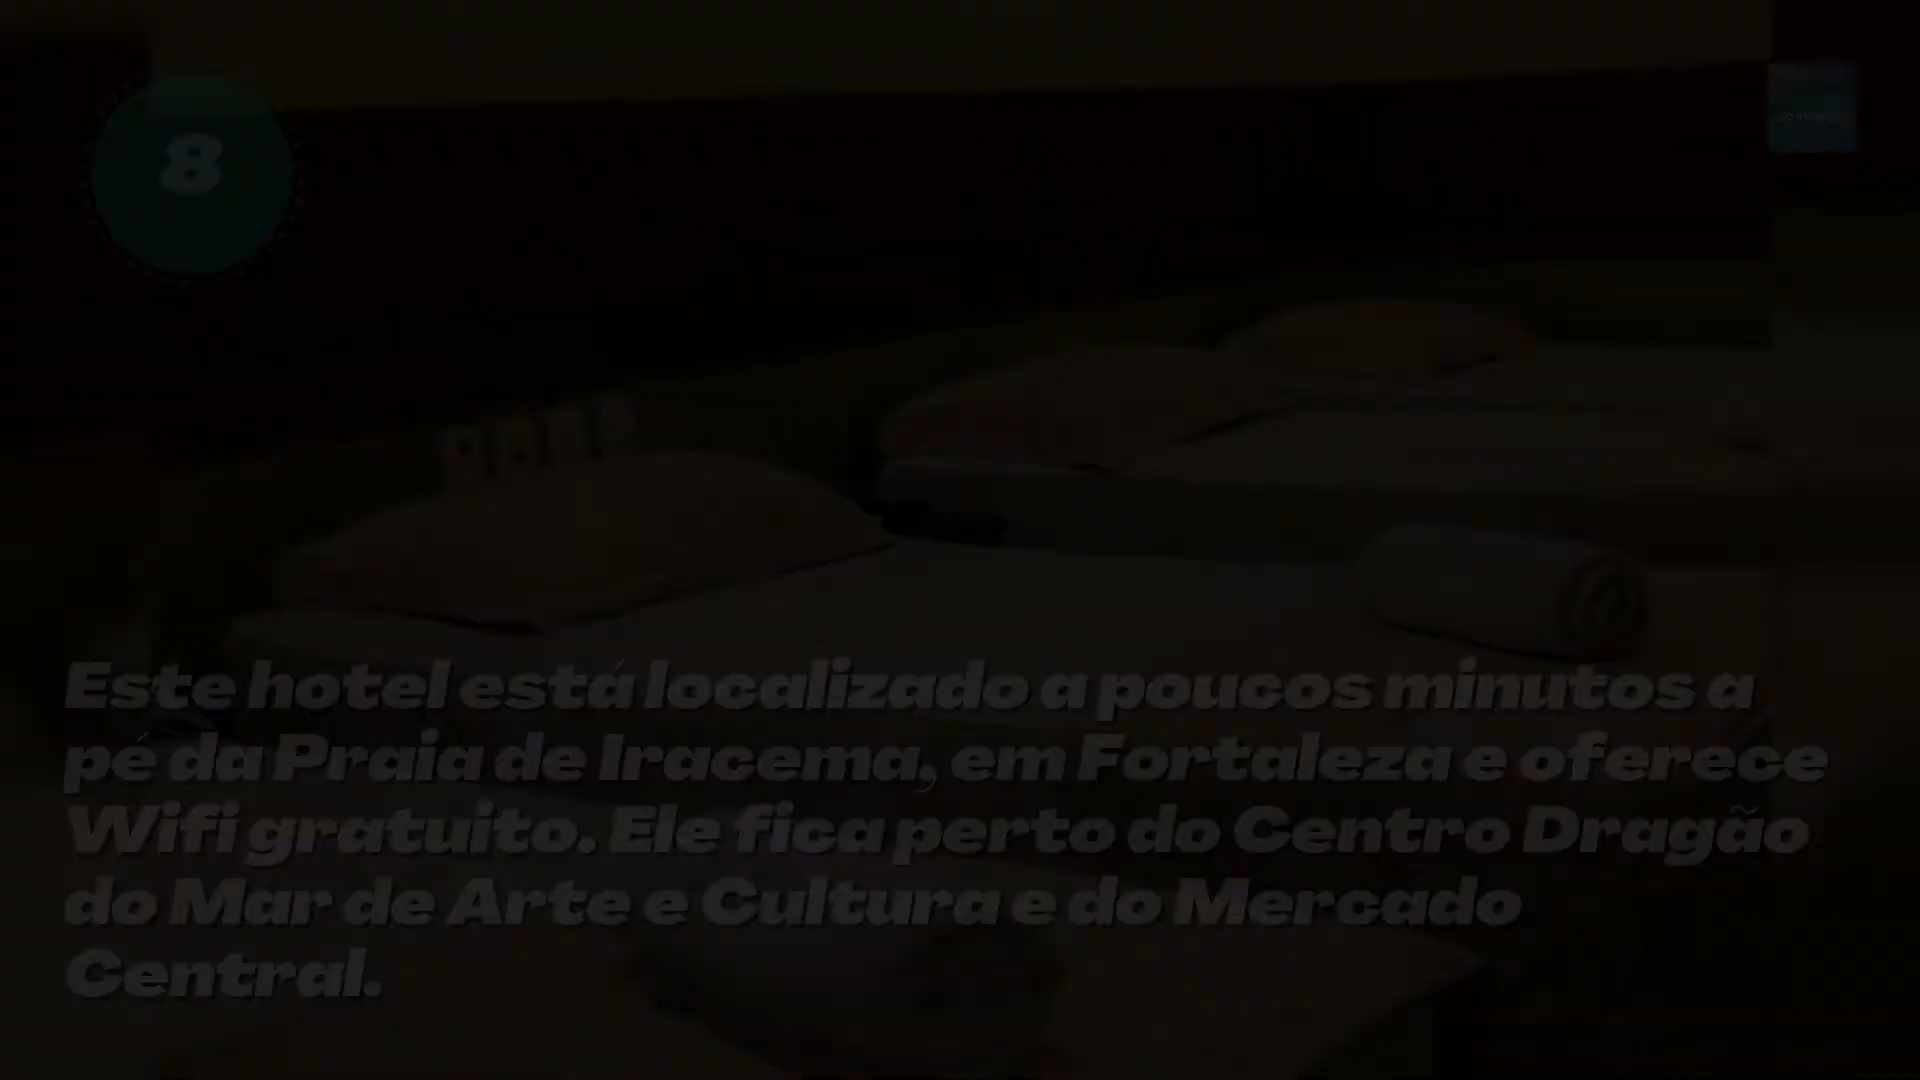 8
Este hotel está localizado a poucos minutos a
pé da Praia de Iracema, em Fortaleza e oferece
Wifi gratuito. Ele fica perto do Centro Dragão
do Mar de Arte e Cultura e do Mercado
Central.